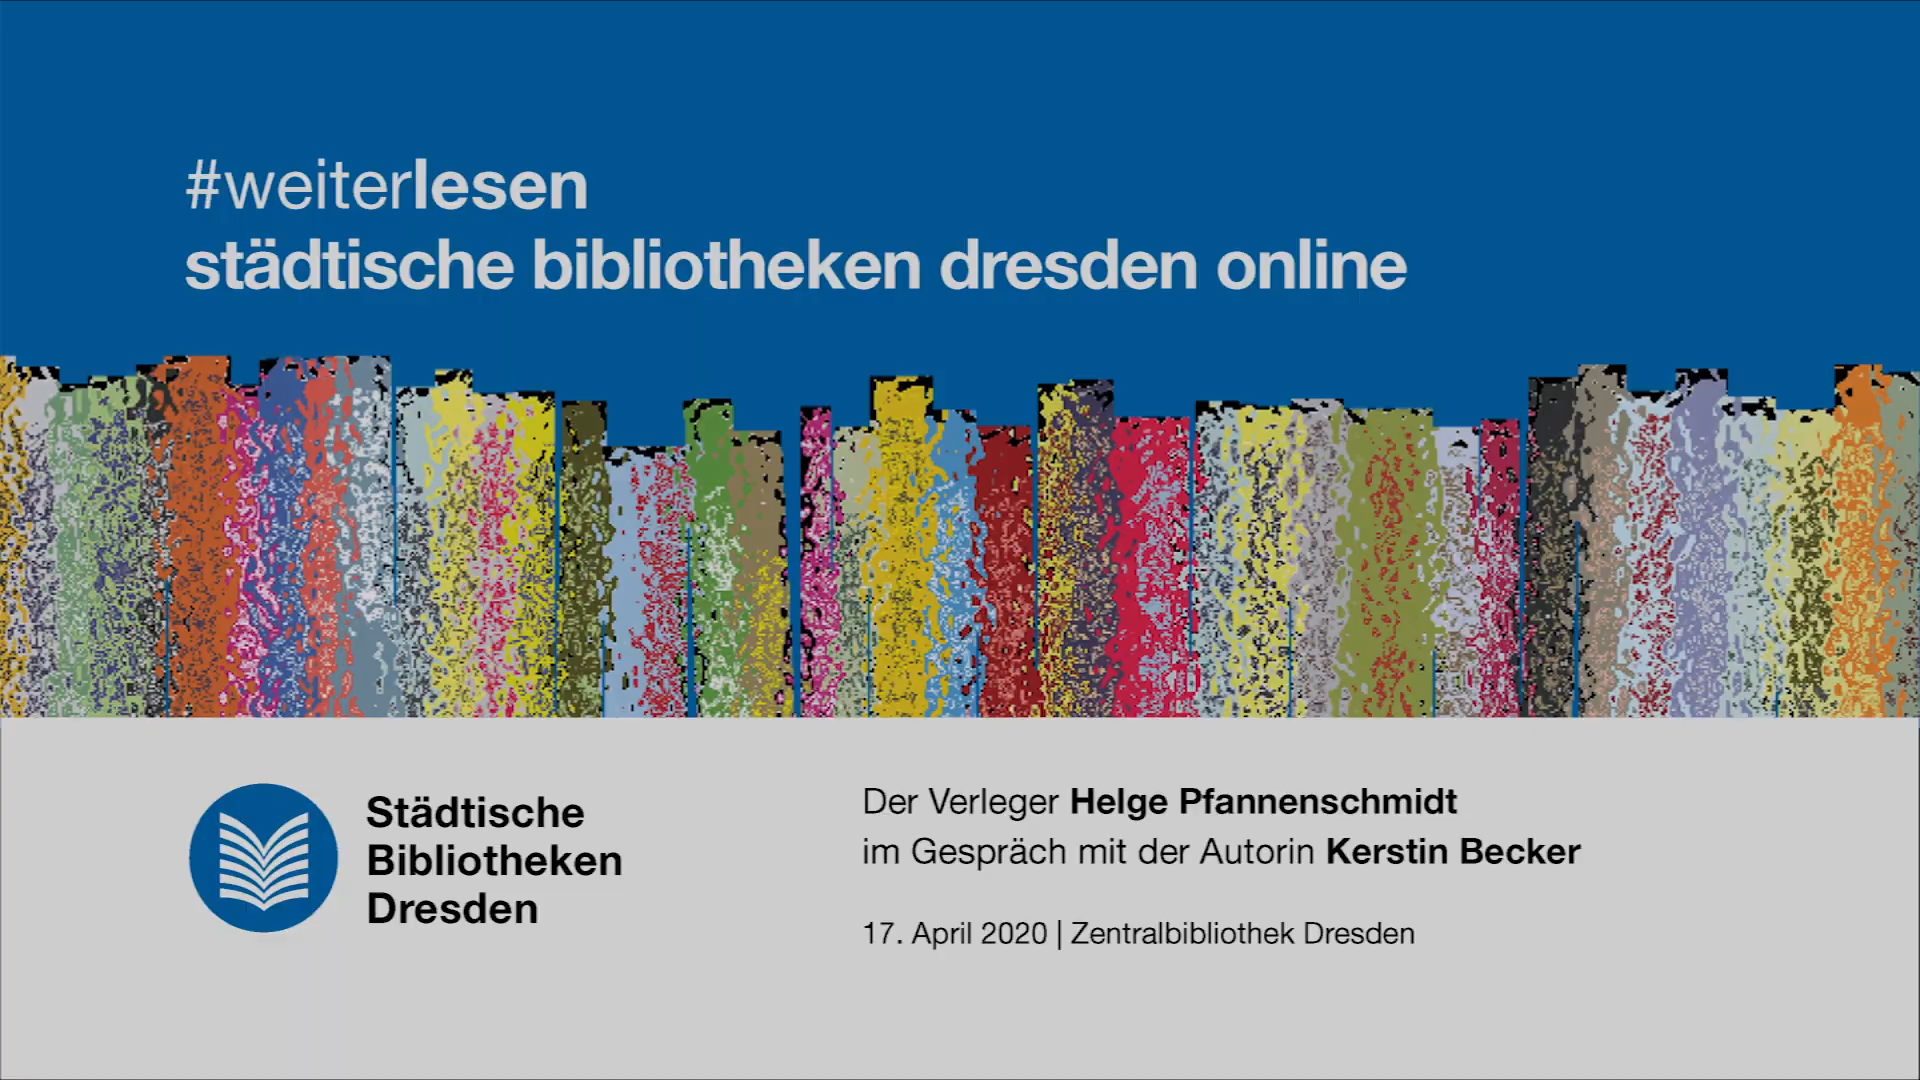 #weiterlesen
städtische bibliotheken dresden online
Städtische
Bibliotheken
Dresden
Der Verleger Helge Pfannenschmidt
im Gespräch mit der Autorin Kerstin Becker
17. April 2020 | Zentralbibliothek Dresden